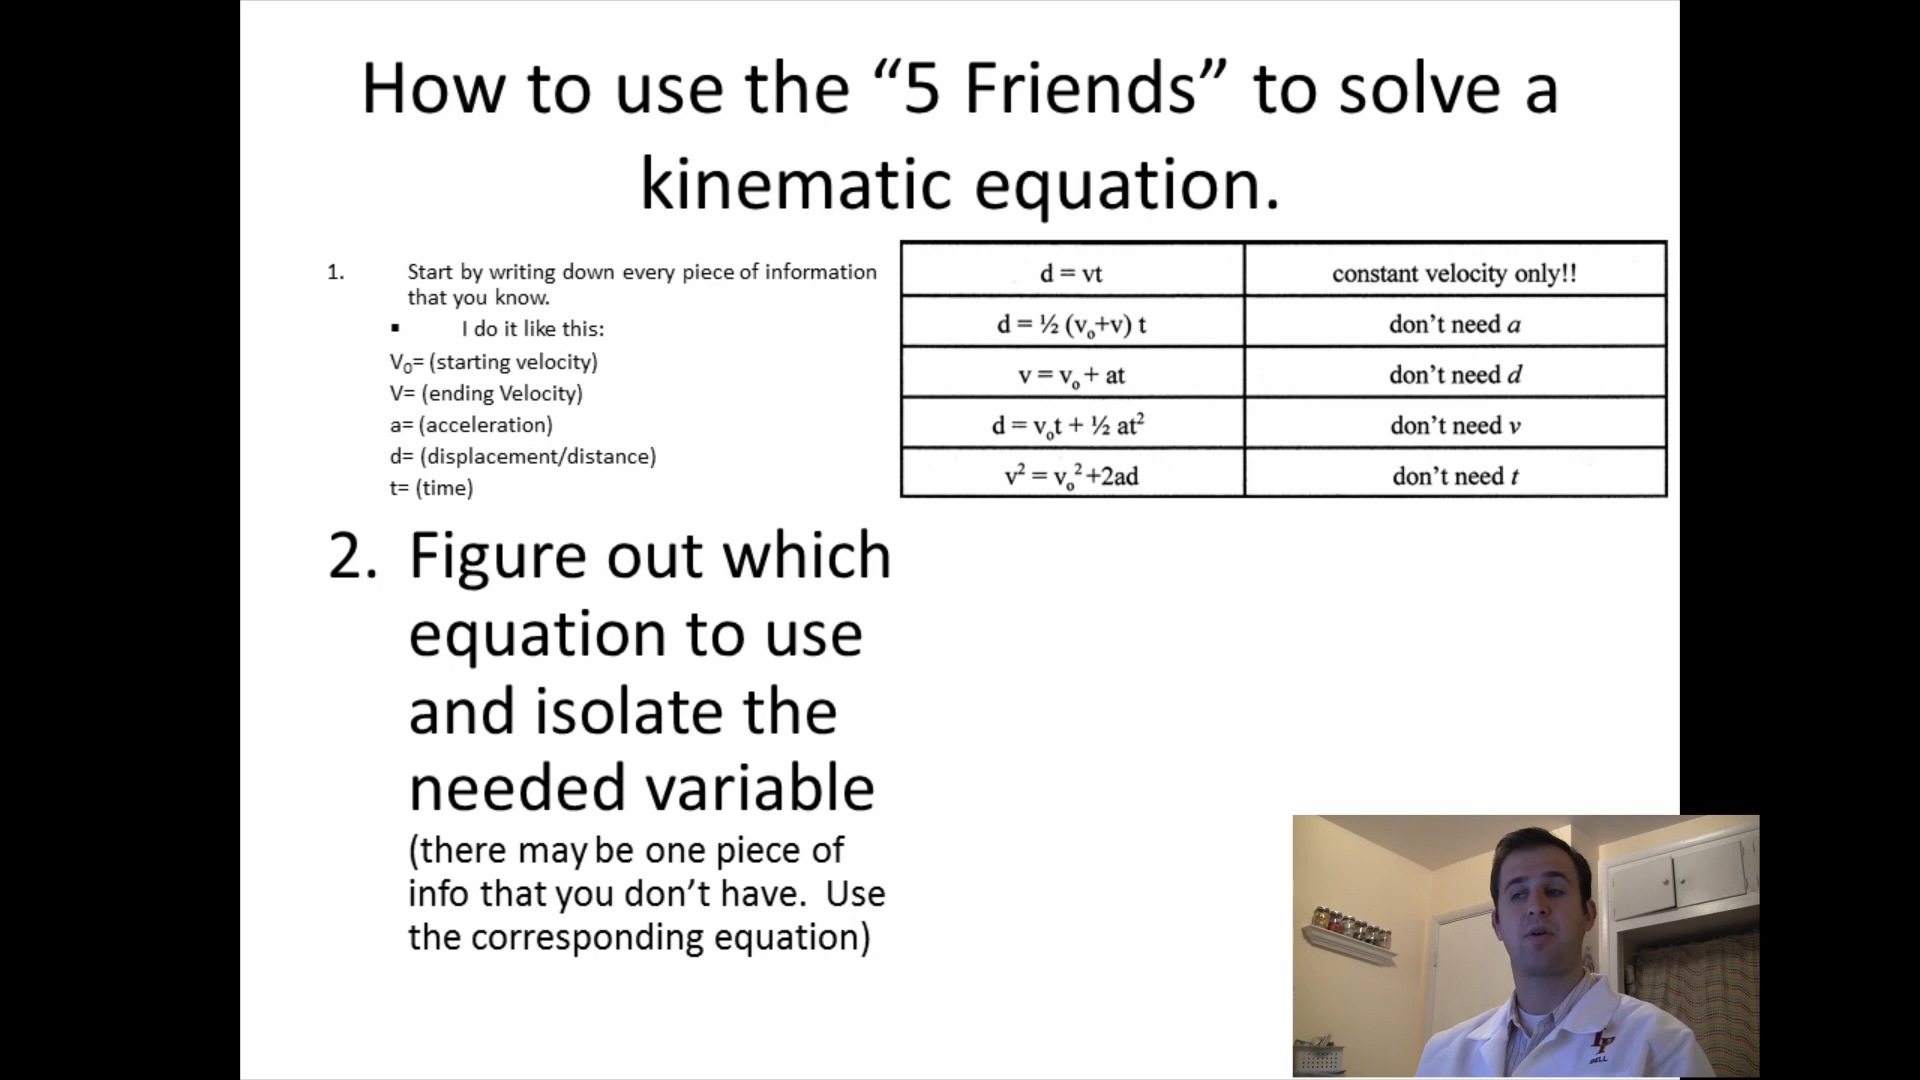 How to use the “5 Friends” to solve a
kinematic equation.
1. Start by writing down every piece of information
that you know.
▪ I do it like this:
V₀= (starting velocity)
V= (ending Velocity)
a= (acceleration)
d= (displacement/distance)
t= (time)
d = vt constant velocity only!!
d = ½ (vₒ+v) t don’t need a
v = vₒ + at don’t need d
d = vₒt + ½ at² don’t need v
v² = vₒ² +2ad don’t need t
2. Figure out which
equation to use
and isolate the
needed variable
(there may be one piece of
info that you don’t have. Use
the corresponding equation)
LP
BELL